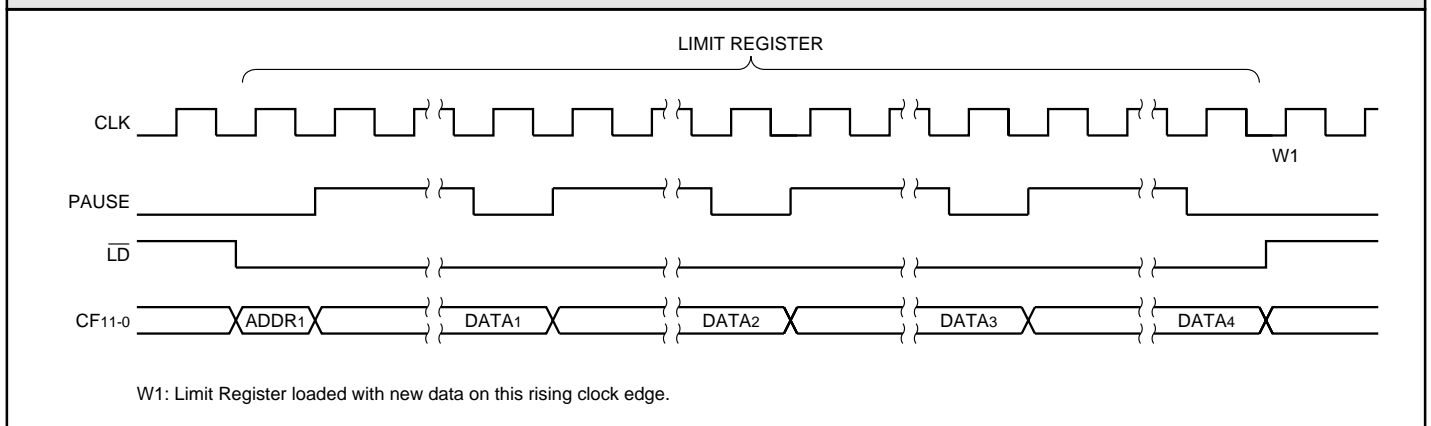 LIMIT REGISTER
CLK
W1
PAUSE
LD
CF11-0
ADDR1
DATA1
DATA2
DATA3
DATA4
W1: Limit Register loaded with new data on this rising clock edge.